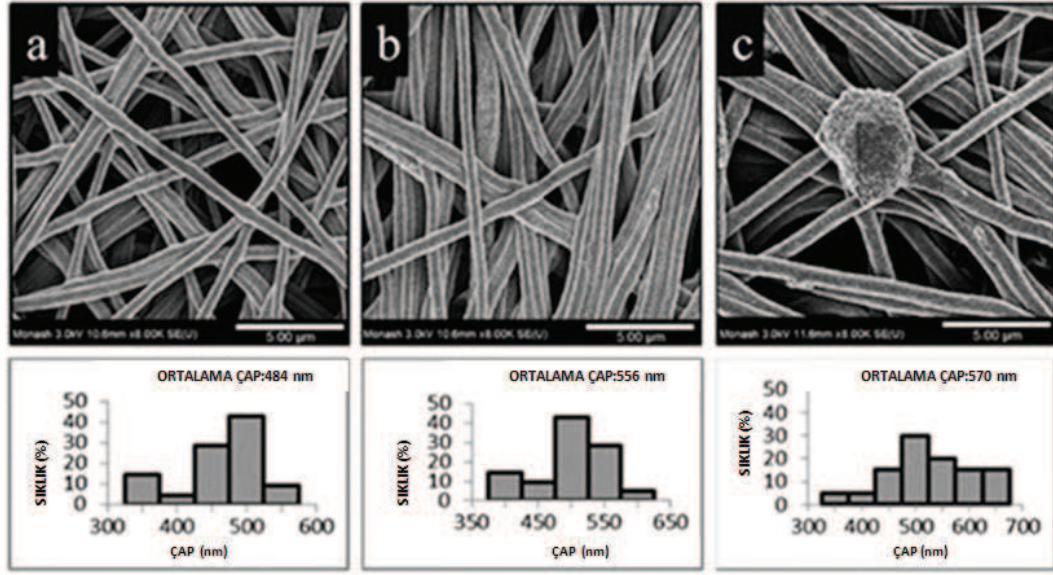 a
b
c
Monash 3.0kV 10.6mm x8.00K SE(U)
5.00 µm
Monash 3.0kV 10.6mm x8.00K SE(U)
5.00 µm
Monash 3.0kV 11.6mm x8.00K SE(U)
5.00 µm
ORTALAMA ÇAP:484 nm
SIKLIK (%)
50
40
30
20
10
0
300 400 500 600
ÇAP (nm)
ORTALAMA ÇAP:556 nm
SIKLIK (%)
50
40
30
20
10
0
350 450 550 650
ÇAP (nm)
ORTALAMA ÇAP:570 nm
SIKLIK (%)
50
40
30
20
10
0
300 400 500 600 700
ÇAP (nm)